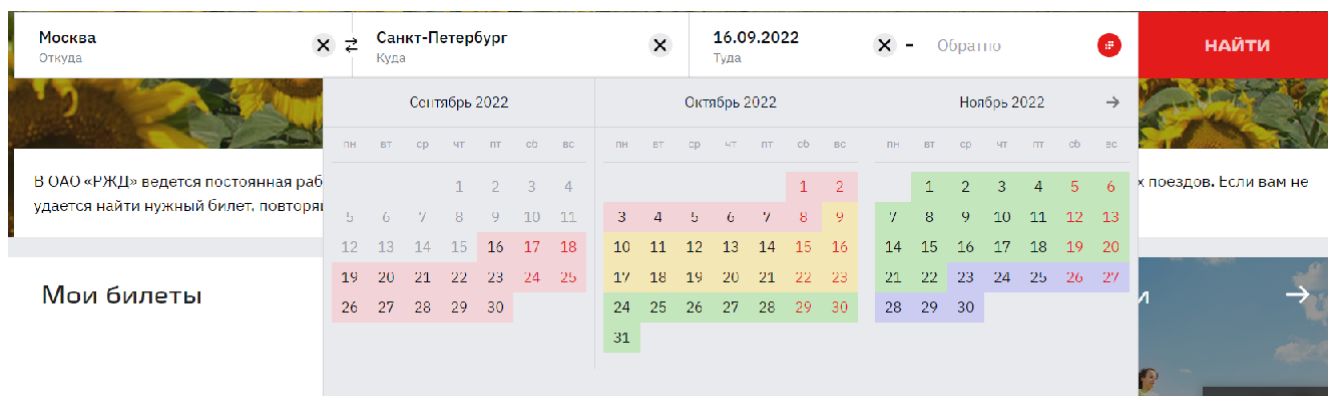 Москва
Откуда
Санкт-Петербург
Куда
16.09.2022
Туда
Обратно
НАЙТИ
Сентябрь 2022
Октябрь 2022
Ноябрь 2022
пн вт ср чт пт сб вс
пн вт ср чт пт сб вс
пн вт ср чт пт сб вс
1 2 3 4
5 6 7 8 9 10 11
12 13 14 15 16 17 18
19 20 21 22 23 24 25
26 27 28 29 30
1 2
3 4 5 6 7 8 9
10 11 12 13 14 15 16
17 18 19 20 21 22 23
24 25 26 27 28 29 30
31
1 2 3 4 5 6
7 8 9 10 11 12 13
14 15 16 17 18 19 20
21 22 23 24 25 26 27
28 29 30
В ОАО «РЖД» ведется постоянная
х поездов. Если вам не
удается найти нужный билет,
Мои билеты